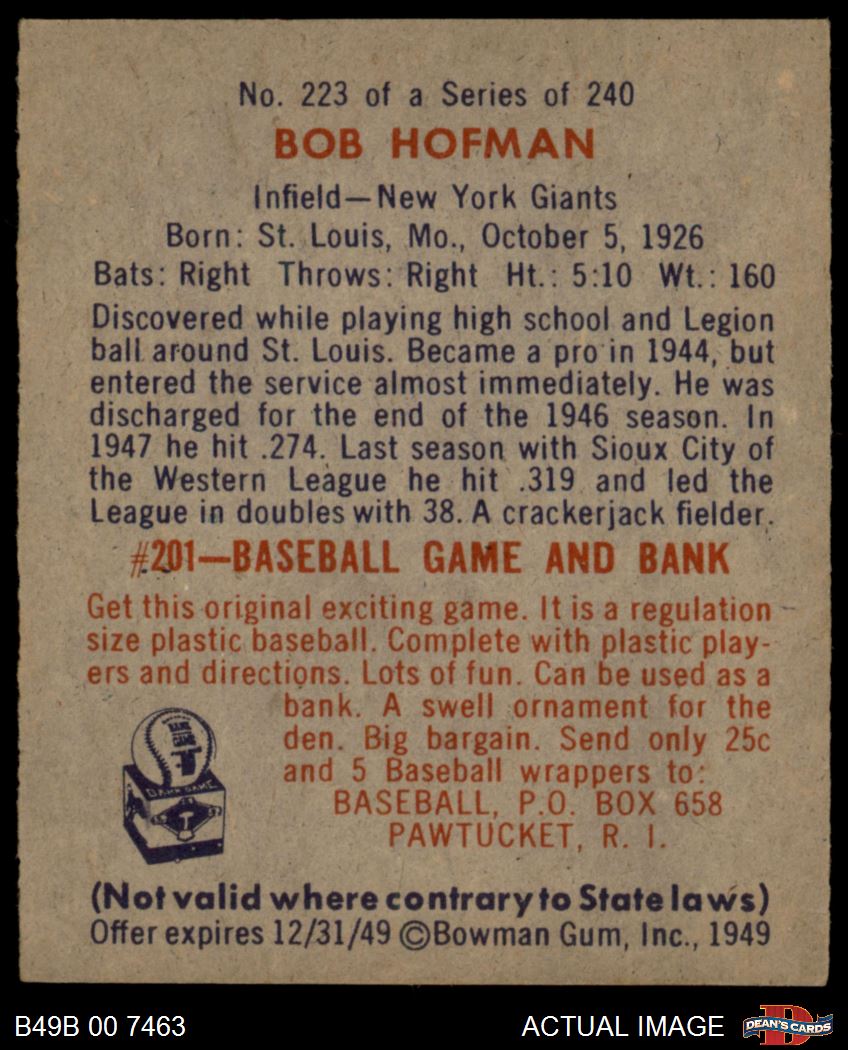 No. 223 of a Series of 240
BOB HOFMAN
Infield—New York Giants
Born: St. Louis, Mo., October 5, 1926
Bats: Right Throws: Right Ht.: 5:10 Wt.: 160
Discovered while playing high school and Legion
ball around St. Louis. Became a pro in 1944, but
entered the service almost immediately. He was
discharged for the end of the 1946 season. In
1947 he hit .274. Last season with Sioux City of
the Western League he hit .319 and led the
League in doubles with 38. A crackerjack fielder.
#201—BASEBALL GAME AND BANK
Get this original exciting game. It is a regulation
size plastic baseball. Complete with plastic play-
ers and directions. Lots of fun. Can be used as a
bank. A swell ornament for the
den. Big bargain. Send only 25c
and 5 Baseball wrappers to:
BASEBALL, P.O. BOX 658
PAWTUCKET, R. I.
BANK GAME
(Not valid where contrary to State laws)
Offer expires 12/31/49 ©Bowman Gum, Inc., 1949
B49B 00 7463
ACTUAL IMAGE
DEAN'S CARDS